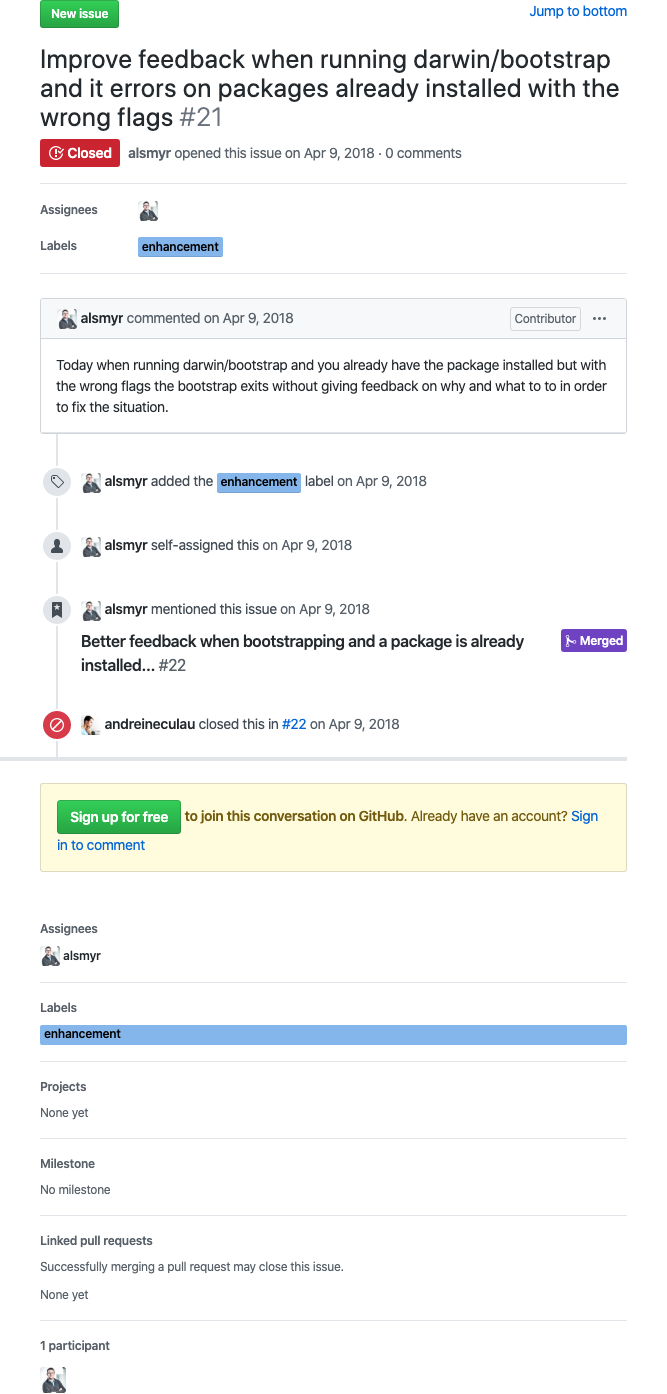 New issue
Jump to bottom
Improve feedback when running darwin/bootstrap
and it errors on packages already installed with the
wrong flags #21
Closed alsmyr opened this issue on Apr 9, 2018 · 0 comments
Assignees
Labels enhancement
alsmyr commented on Apr 9, 2018 Contributor
Today when running darwin/bootstrap and you already have the package installed but with
the wrong flags the bootstrap exits without giving feedback on why and what to to in order
to fix the situation.
alsmyr added the enhancement label on Apr 9, 2018
alsmyr self-assigned this on Apr 9, 2018
alsmyr mentioned this issue on Apr 9, 2018
Better feedback when bootstrapping and a package is already Merged
installed... #22
andreineculau closed this in #22 on Apr 9, 2018
Sign up for free to join this conversation on GitHub. Already have an account? Sign
in to comment
Assignees
alsmyr
Labels
enhancement
Projects
None yet
Milestone
No milestone
Linked pull requests
Successfully merging a pull request may close this issue.
None yet
1 participant